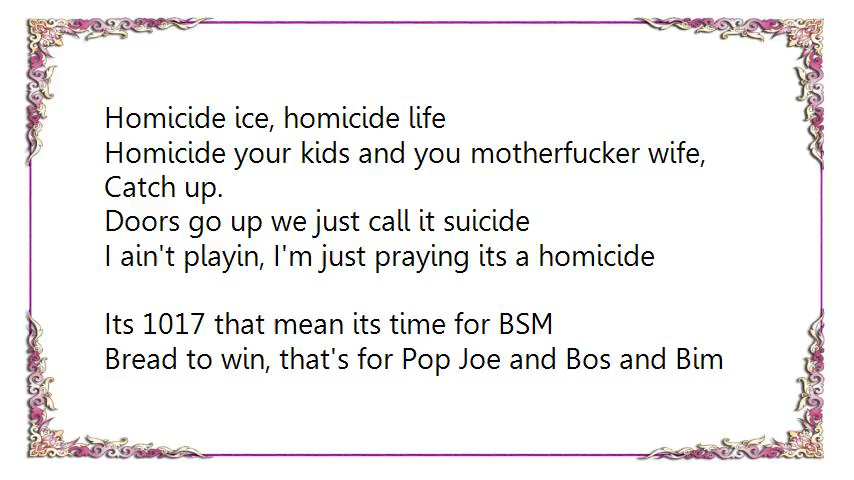 Homicide ice, homicide life
Homicide your kids and you motherfucker wife,
Catch up.
Doors go up we just call it suicide
I ain't playin, I'm just praying its a homicide
Its 1017 that mean its time for BSM
Bread to win, that's for Pop Joe and Bos and Bim